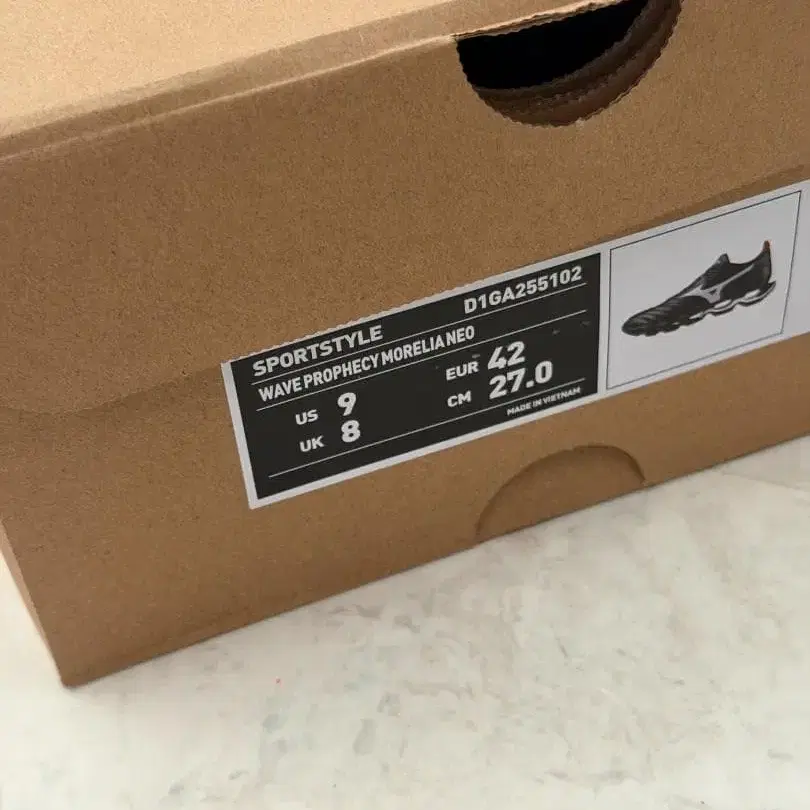 SPORTSTYLE D1GA255102
WAVE PROPHECY MORELIA NEO
US 9 EUR 42
UK 8 CM 27.0
MADE IN VIETNAM